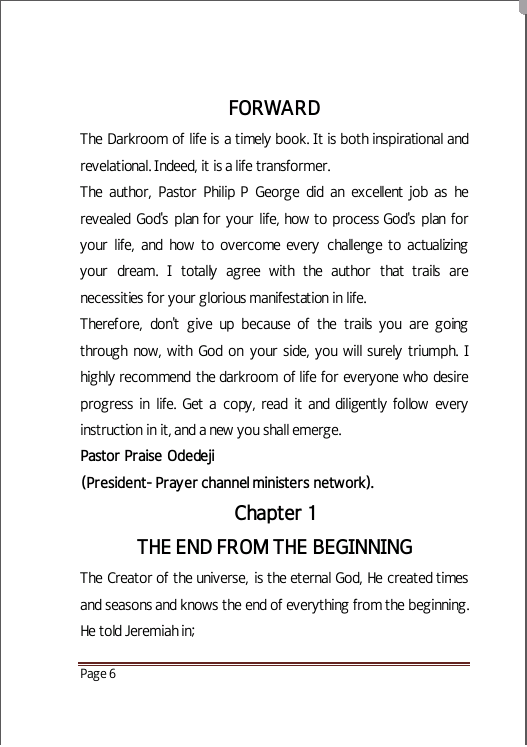 FORWARD
The Darkroom of life is a timely book. It is both inspirational and
revelational. Indeed, it is a life transformer.
The author, Pastor Philip P George did an excellent job as he
revealed God's plan for your life, how to process God's plan for
your life, and how to overcome every challenge to actualizing
your dream. I totally agree with the author that trails are
necessities for your glorious manifestation in life.
Therefore, don't give up because of the trails you are going
through now, with God on your side, you will surely triumph. I
highly recommend the darkroom of life for everyone who desire
progress in life. Get a copy, read it and diligently follow every
instruction in it, and a new you shall emerge.
Pastor Praise Odedeji
(President- Prayer channel ministers network).
Chapter 1
THE END FROM THE BEGINNING
The Creator of the universe, is the eternal God, He created times
and seasons and knows the end of everything from the beginning.
He told Jeremiah in;
Page 6